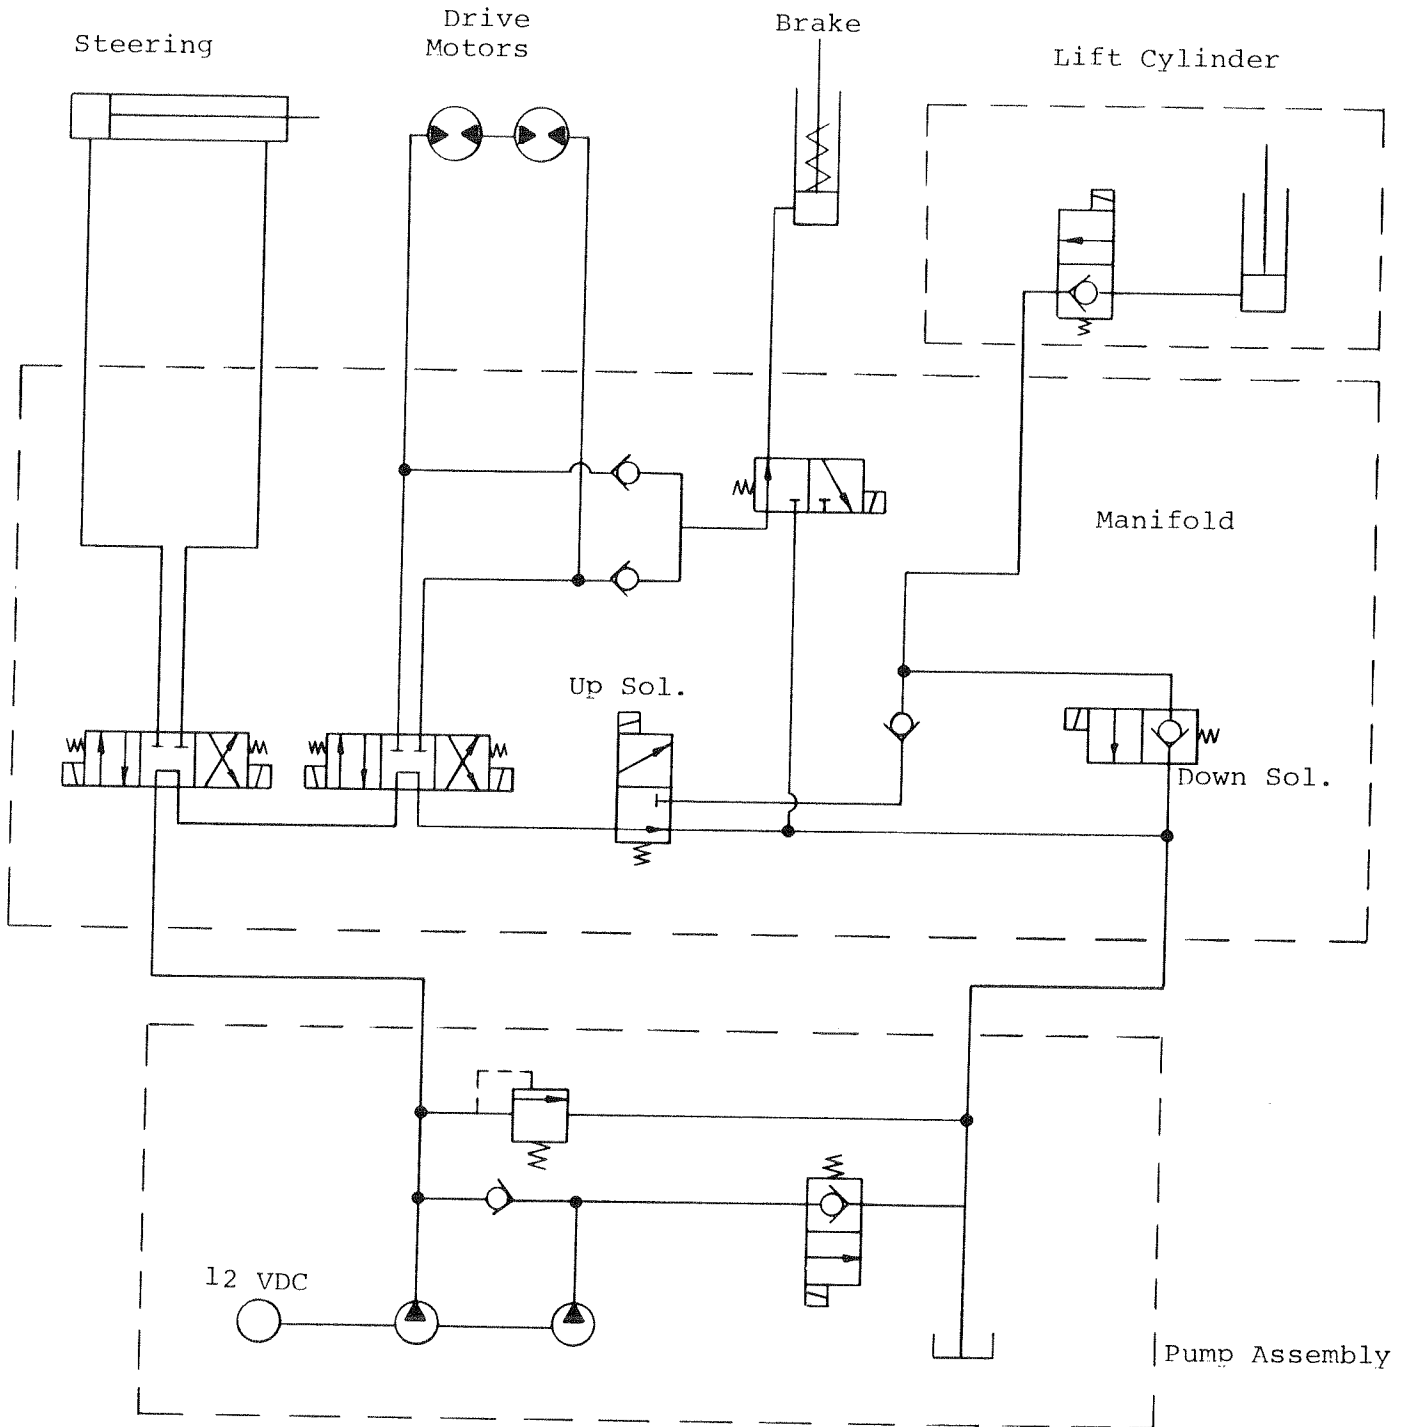 Steering
Drive
Motors
Brake
Lift Cylinder
Manifold
Up Sol.
Down Sol.
12 VDC
Pump Assembly